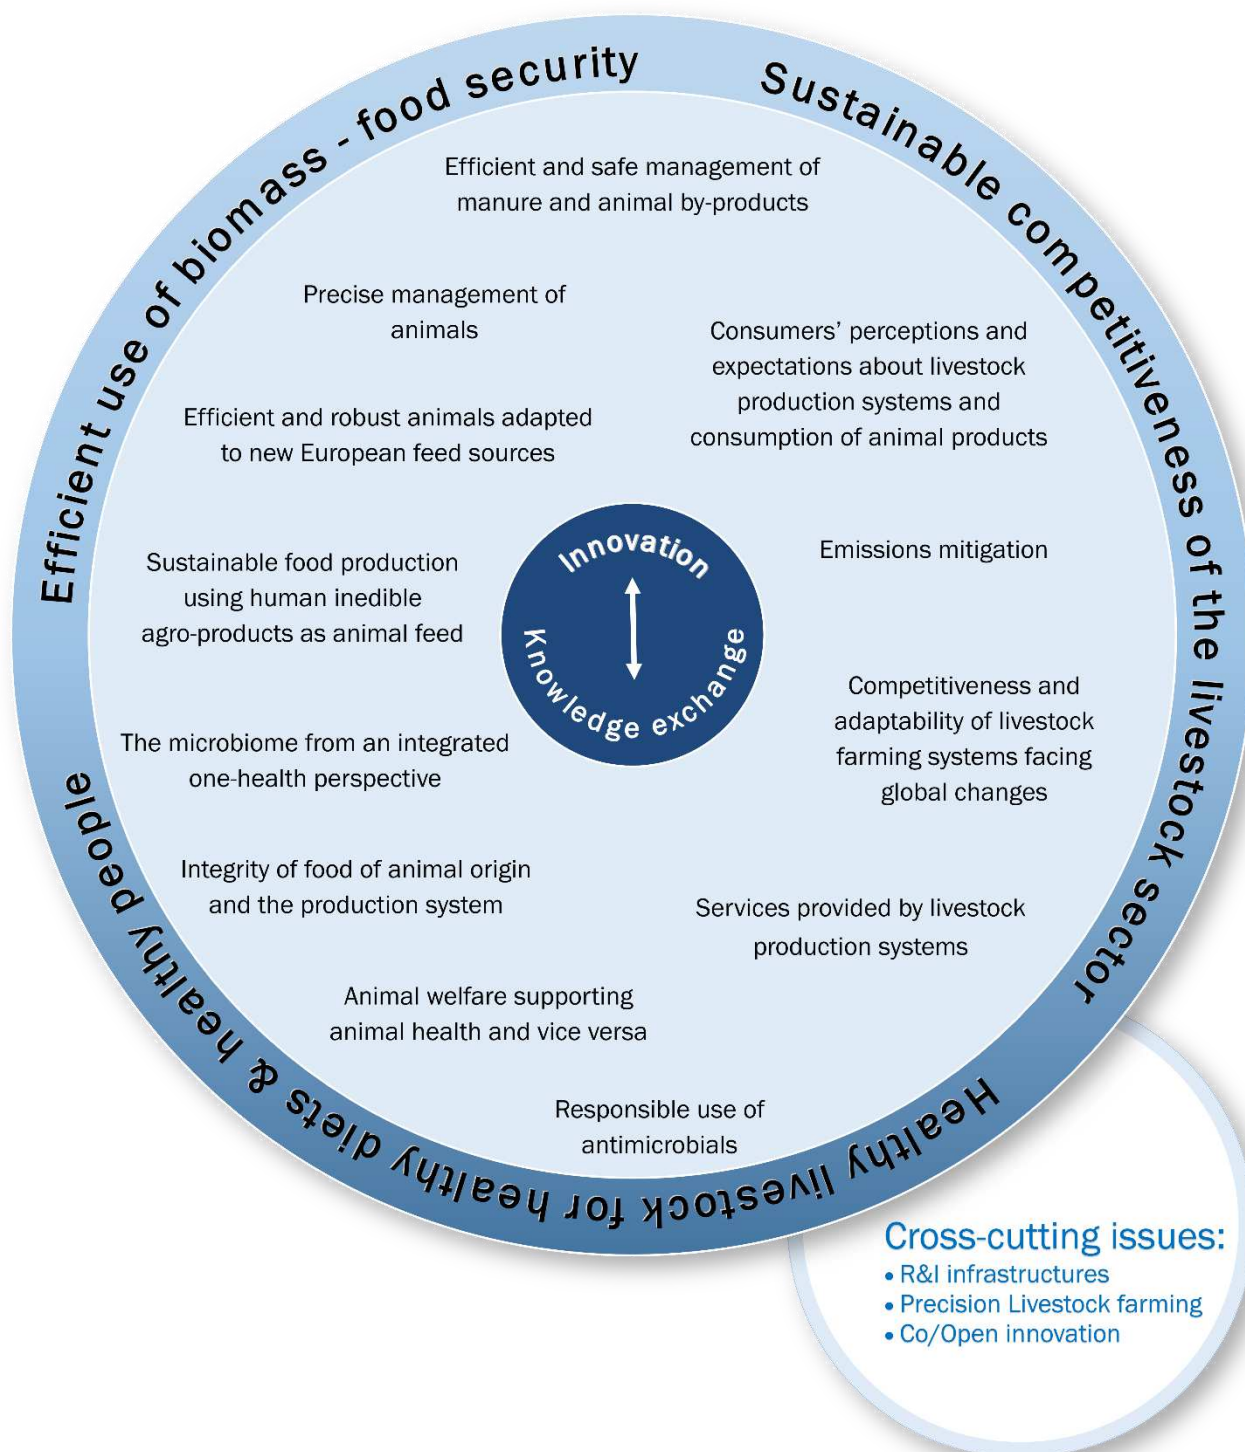 Efficient use of biomass - food security
Sustainable competitiveness of the livestock sector
Healthy livestock for healthy diets & healthy people
Efficient and safe management of
manure and animal by-products
Precise management of
animals
Consumers’ perceptions and
expectations about livestock
production systems and
consumption of animal products
Efficient and robust animals adapted
to new European feed sources
Innovation
Knowledge exchange
Emissions mitigation
Sustainable food production
using human inedible
agro-products as animal feed
Competitiveness and
adaptability of livestock
farming systems facing
global changes
The microbiome from an integrated
one-health perspective
Integrity of food of animal origin
and the production system
Services provided by livestock
production systems
Animal welfare supporting
animal health and vice versa
Responsible use of
antimicrobials
Cross-cutting issues:
• R&I infrastructures
• Precision Livestock farming
• Co/Open innovation